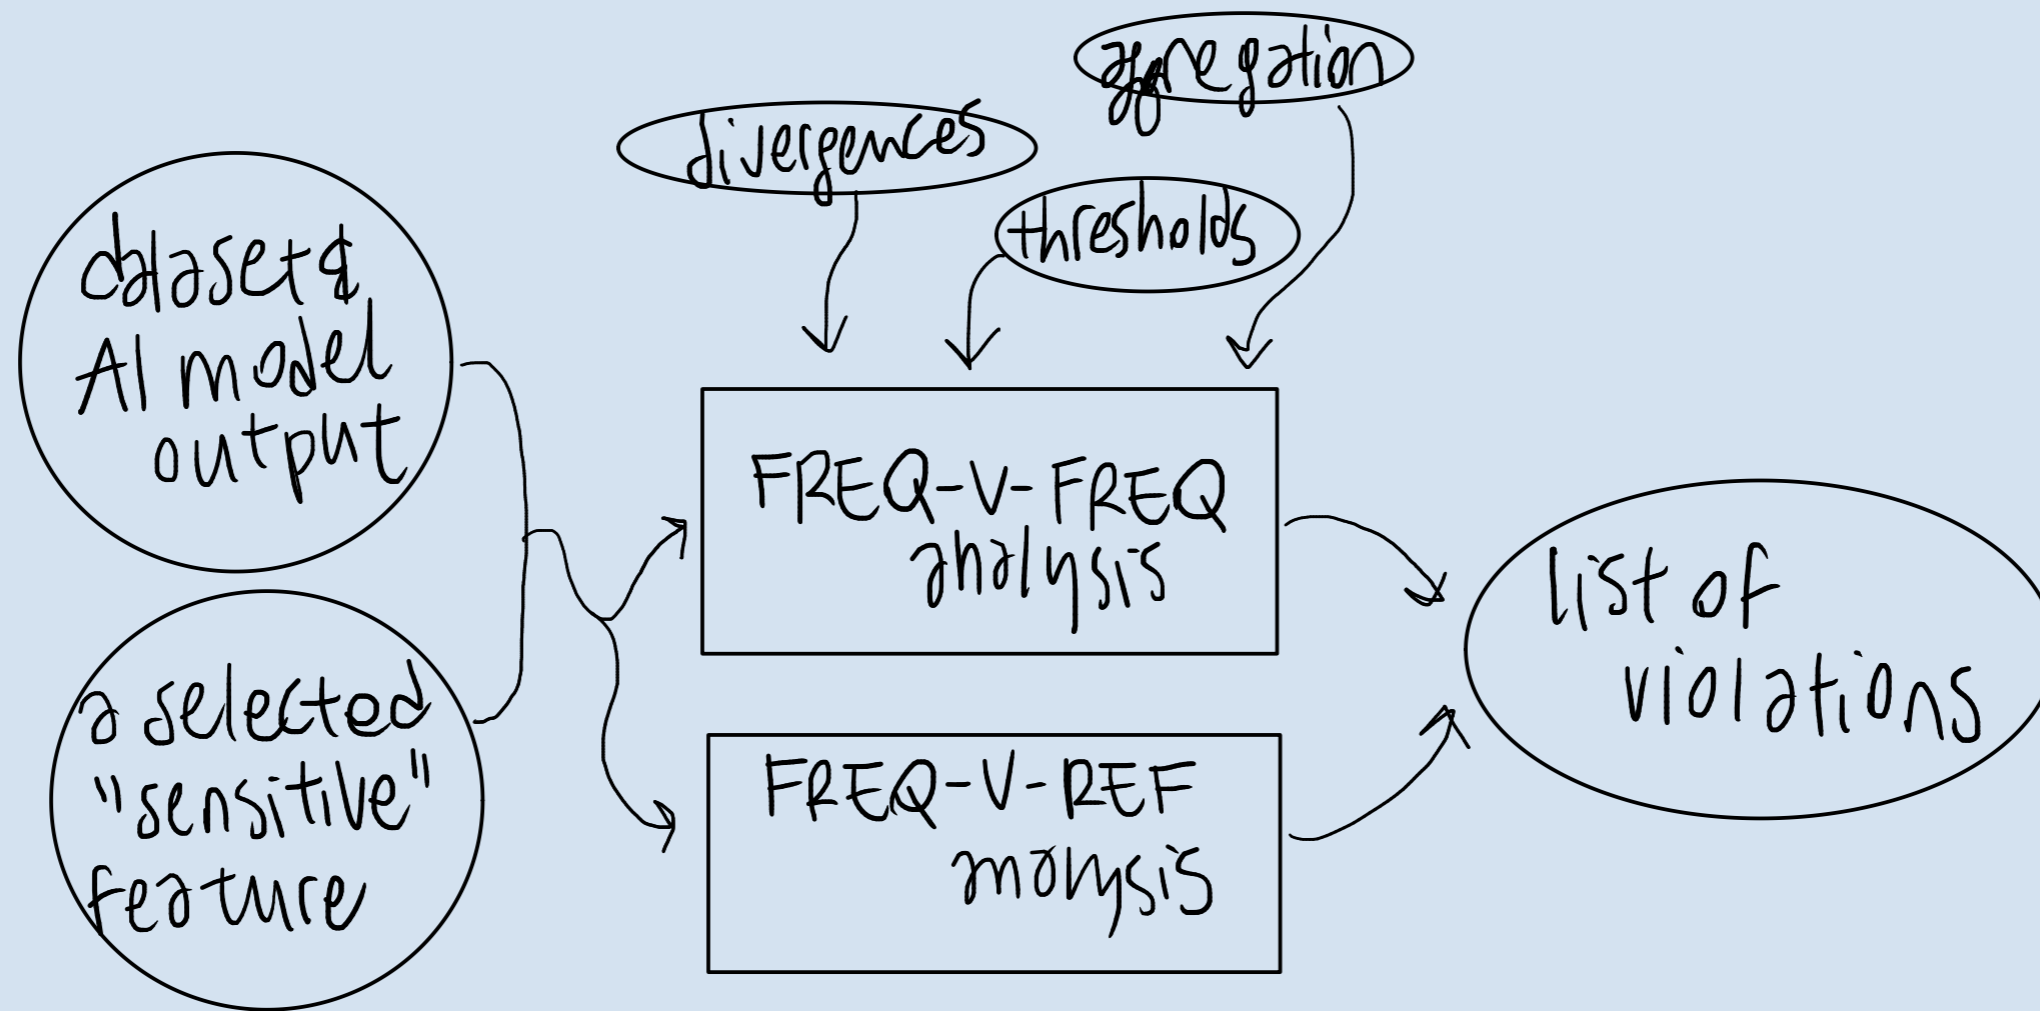 aggregation
divergences
thresholds
dataset &
AI model
output
FREQ-V-FREQ
analysis
list of
violations
a selected
"sensitive"
feature
FREQ-V-REF
analysis